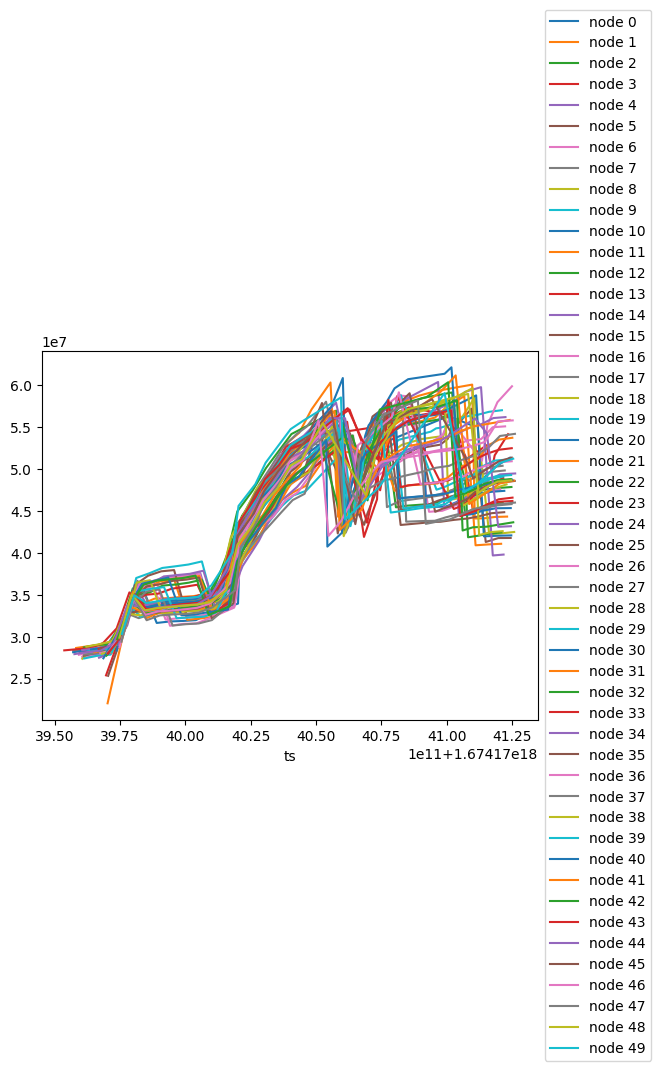 1e7
6.0
5.5
5.0
4.5
4.0
3.5
3.0
2.5
39.50 39.75 40.00 40.25 40.50 40.75 41.00 41.25
1e11+1.67417e18
ts
node 0
node 1
node 2
node 3
node 4
node 5
node 6
node 7
node 8
node 9
node 10
node 11
node 12
node 13
node 14
node 15
node 16
node 17
node 18
node 19
node 20
node 21
node 22
node 23
node 24
node 25
node 26
node 27
node 28
node 29
node 30
node 31
node 32
node 33
node 34
node 35
node 36
node 37
node 38
node 39
node 40
node 41
node 42
node 43
node 44
node 45
node 46
node 47
node 48
node 49